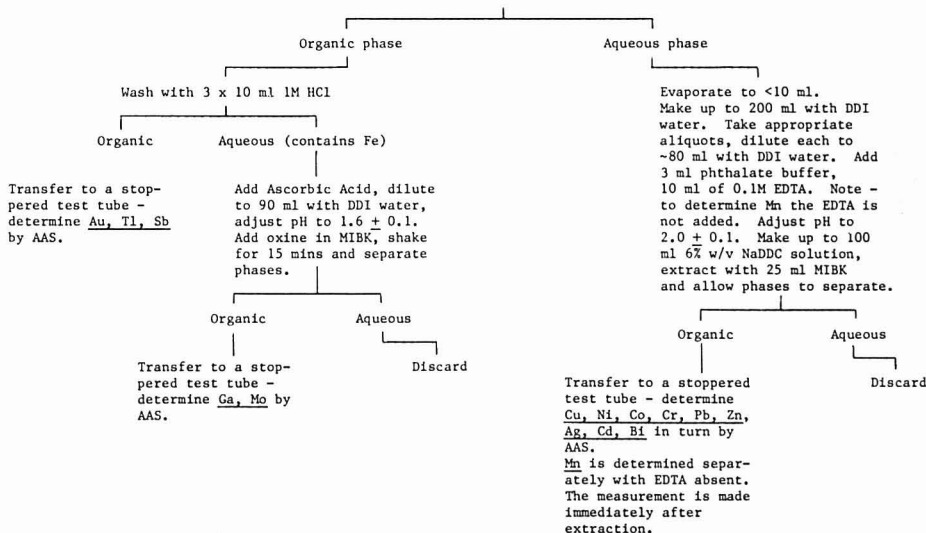 Organic phase
Aqueous phase
Wash with 3 x 10 ml 1M HCl
Organic
Aqueous (contains Fe)
Transfer to a stop-
pered test tube -
determine Au, Tl, Sb
by AAS.
Add Ascorbic Acid, dilute
to 90 ml with DDI water,
adjust pH to 1.6 ± 0.1.
Add oxine in MIBK, shake
for 15 mins and separate
phases.
Organic
Aqueous
Transfer to a stop-
pered test tube -
determine Ga, Mo by
AAS.
Discard
Evaporate to <10 ml.
Make up to 200 ml with DDI
water. Take appropriate
aliquots, dilute each to
~80 ml with DDI water. Add
3 ml phthalate buffer,
10 ml of 0.1M EDTA. Note -
to determine Mn the EDTA is
not added. Adjust pH to
2.0 ± 0.1. Make up to 100
ml 6% w/v NaDDC solution,
extract with 25 ml MIBK
and allow phases to separate.
Organic
Aqueous
Transfer to a stoppered
test tube - determine
Cu, Ni, Co, Cr, Pb, Zn,
Ag, Cd, Bi in turn by
AAS.
Mn is determined separ-
ately with EDTA absent.
The measurement is made
immediately after
extraction.
Discard